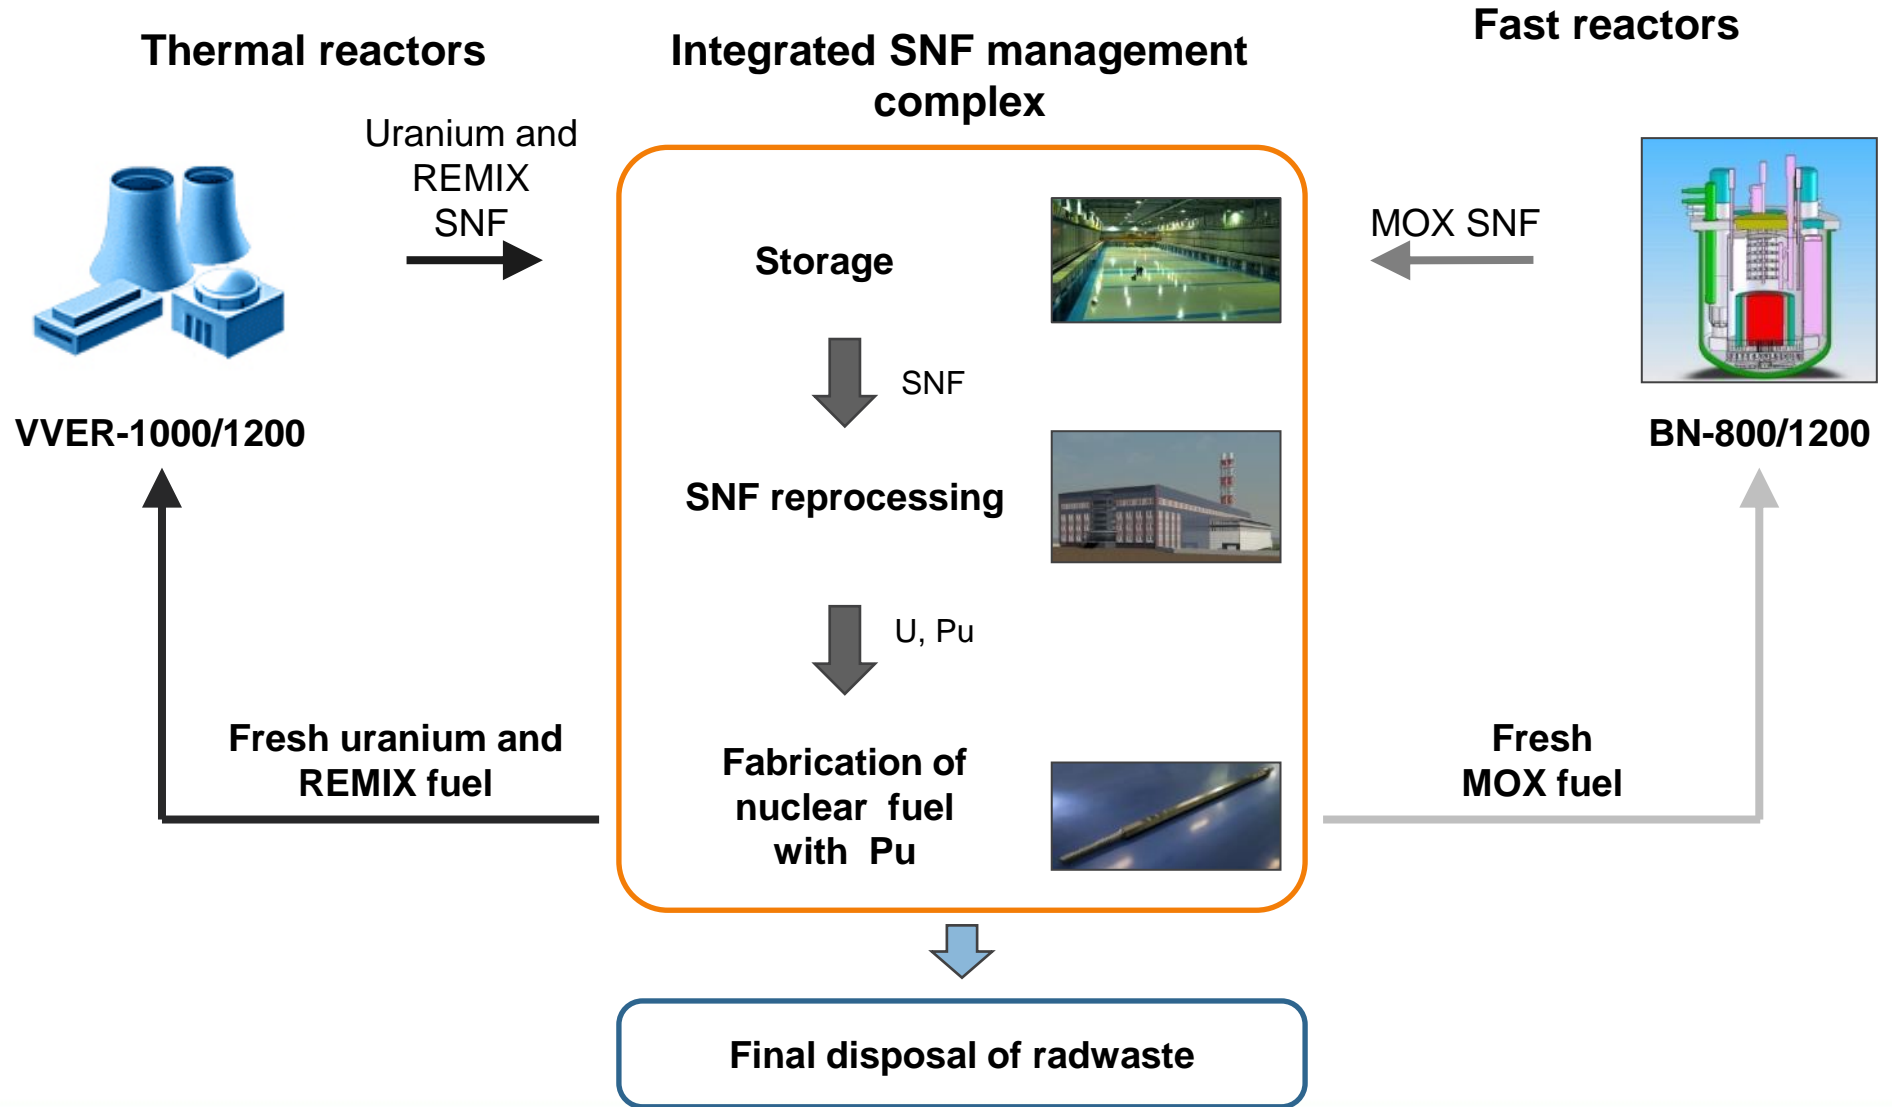 Thermal reactors
Integrated SNF management
complex
Fast reactors
Uranium and
REMIX
SNF
MOX SNF
Storage
SNF
VVER-1000/1200
BN-800/1200
SNF reprocessing
U, Pu
Fresh uranium and
REMIX fuel
Fabrication of
nuclear fuel
with Pu
Fresh
MOX fuel
Final disposal of radwaste